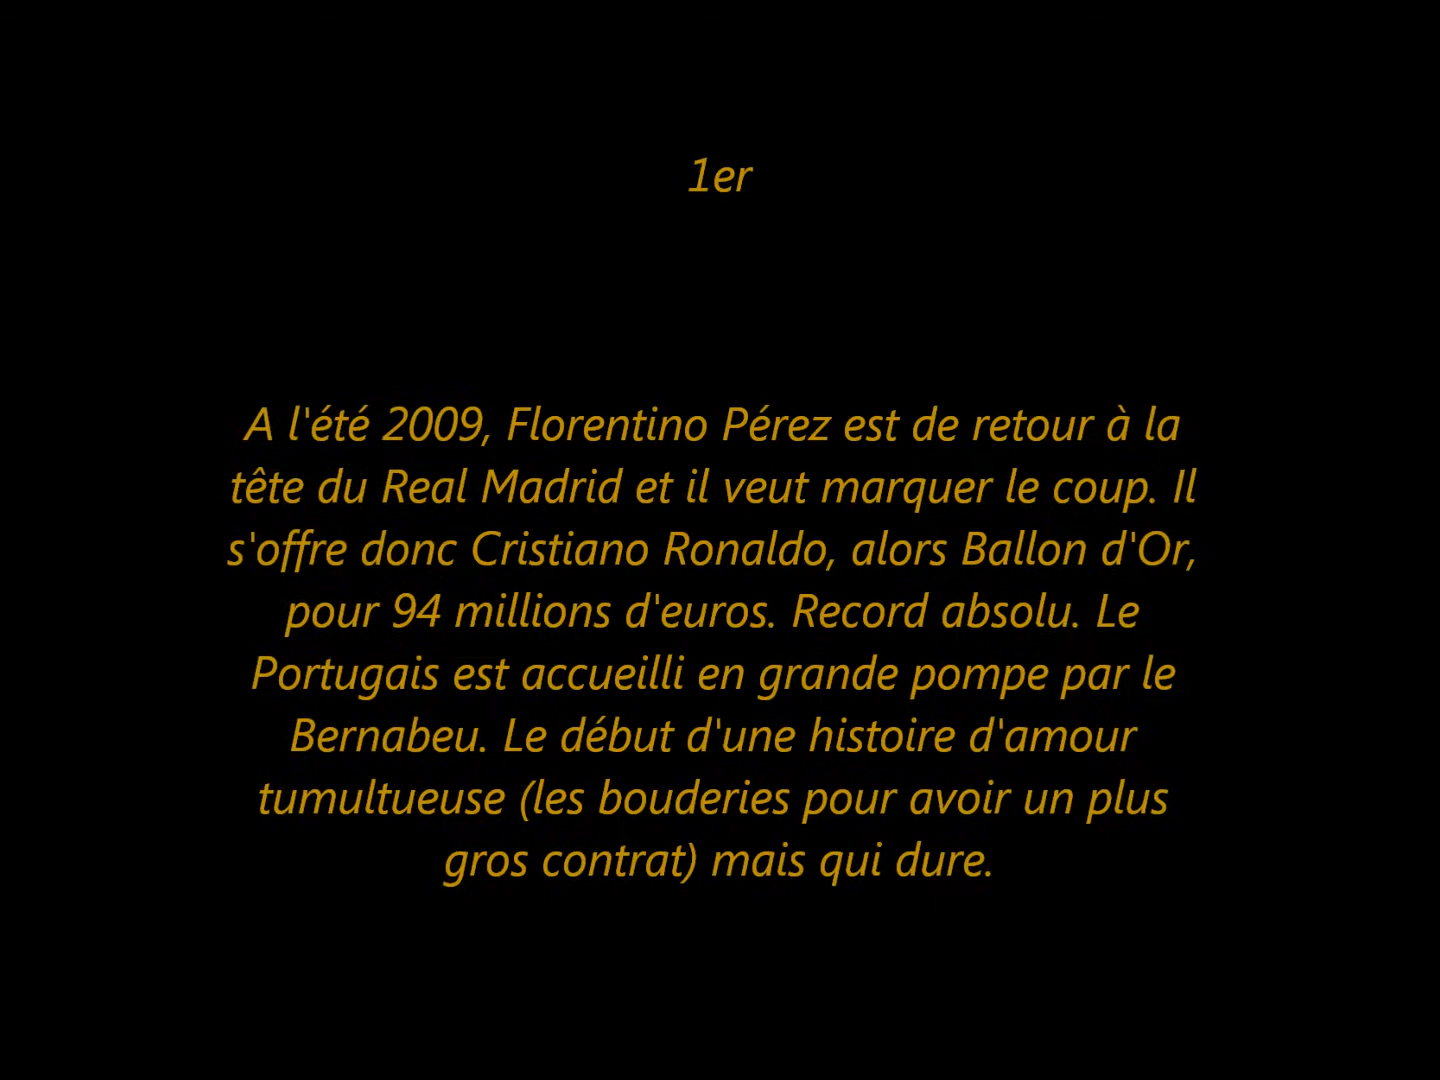 1er
A l'été 2009, Florentino Pérez est de retour à la
tête du Real Madrid et il veut marquer le coup. Il
s'offre donc Cristiano Ronaldo, alors Ballon d'Or,
pour 94 millions d'euros. Record absolu. Le
Portugais est accueilli en grande pompe par le
Bernabeu. Le début d'une histoire d'amour
tumultueuse (les bouderies pour avoir un plus
gros contrat) mais qui dure.